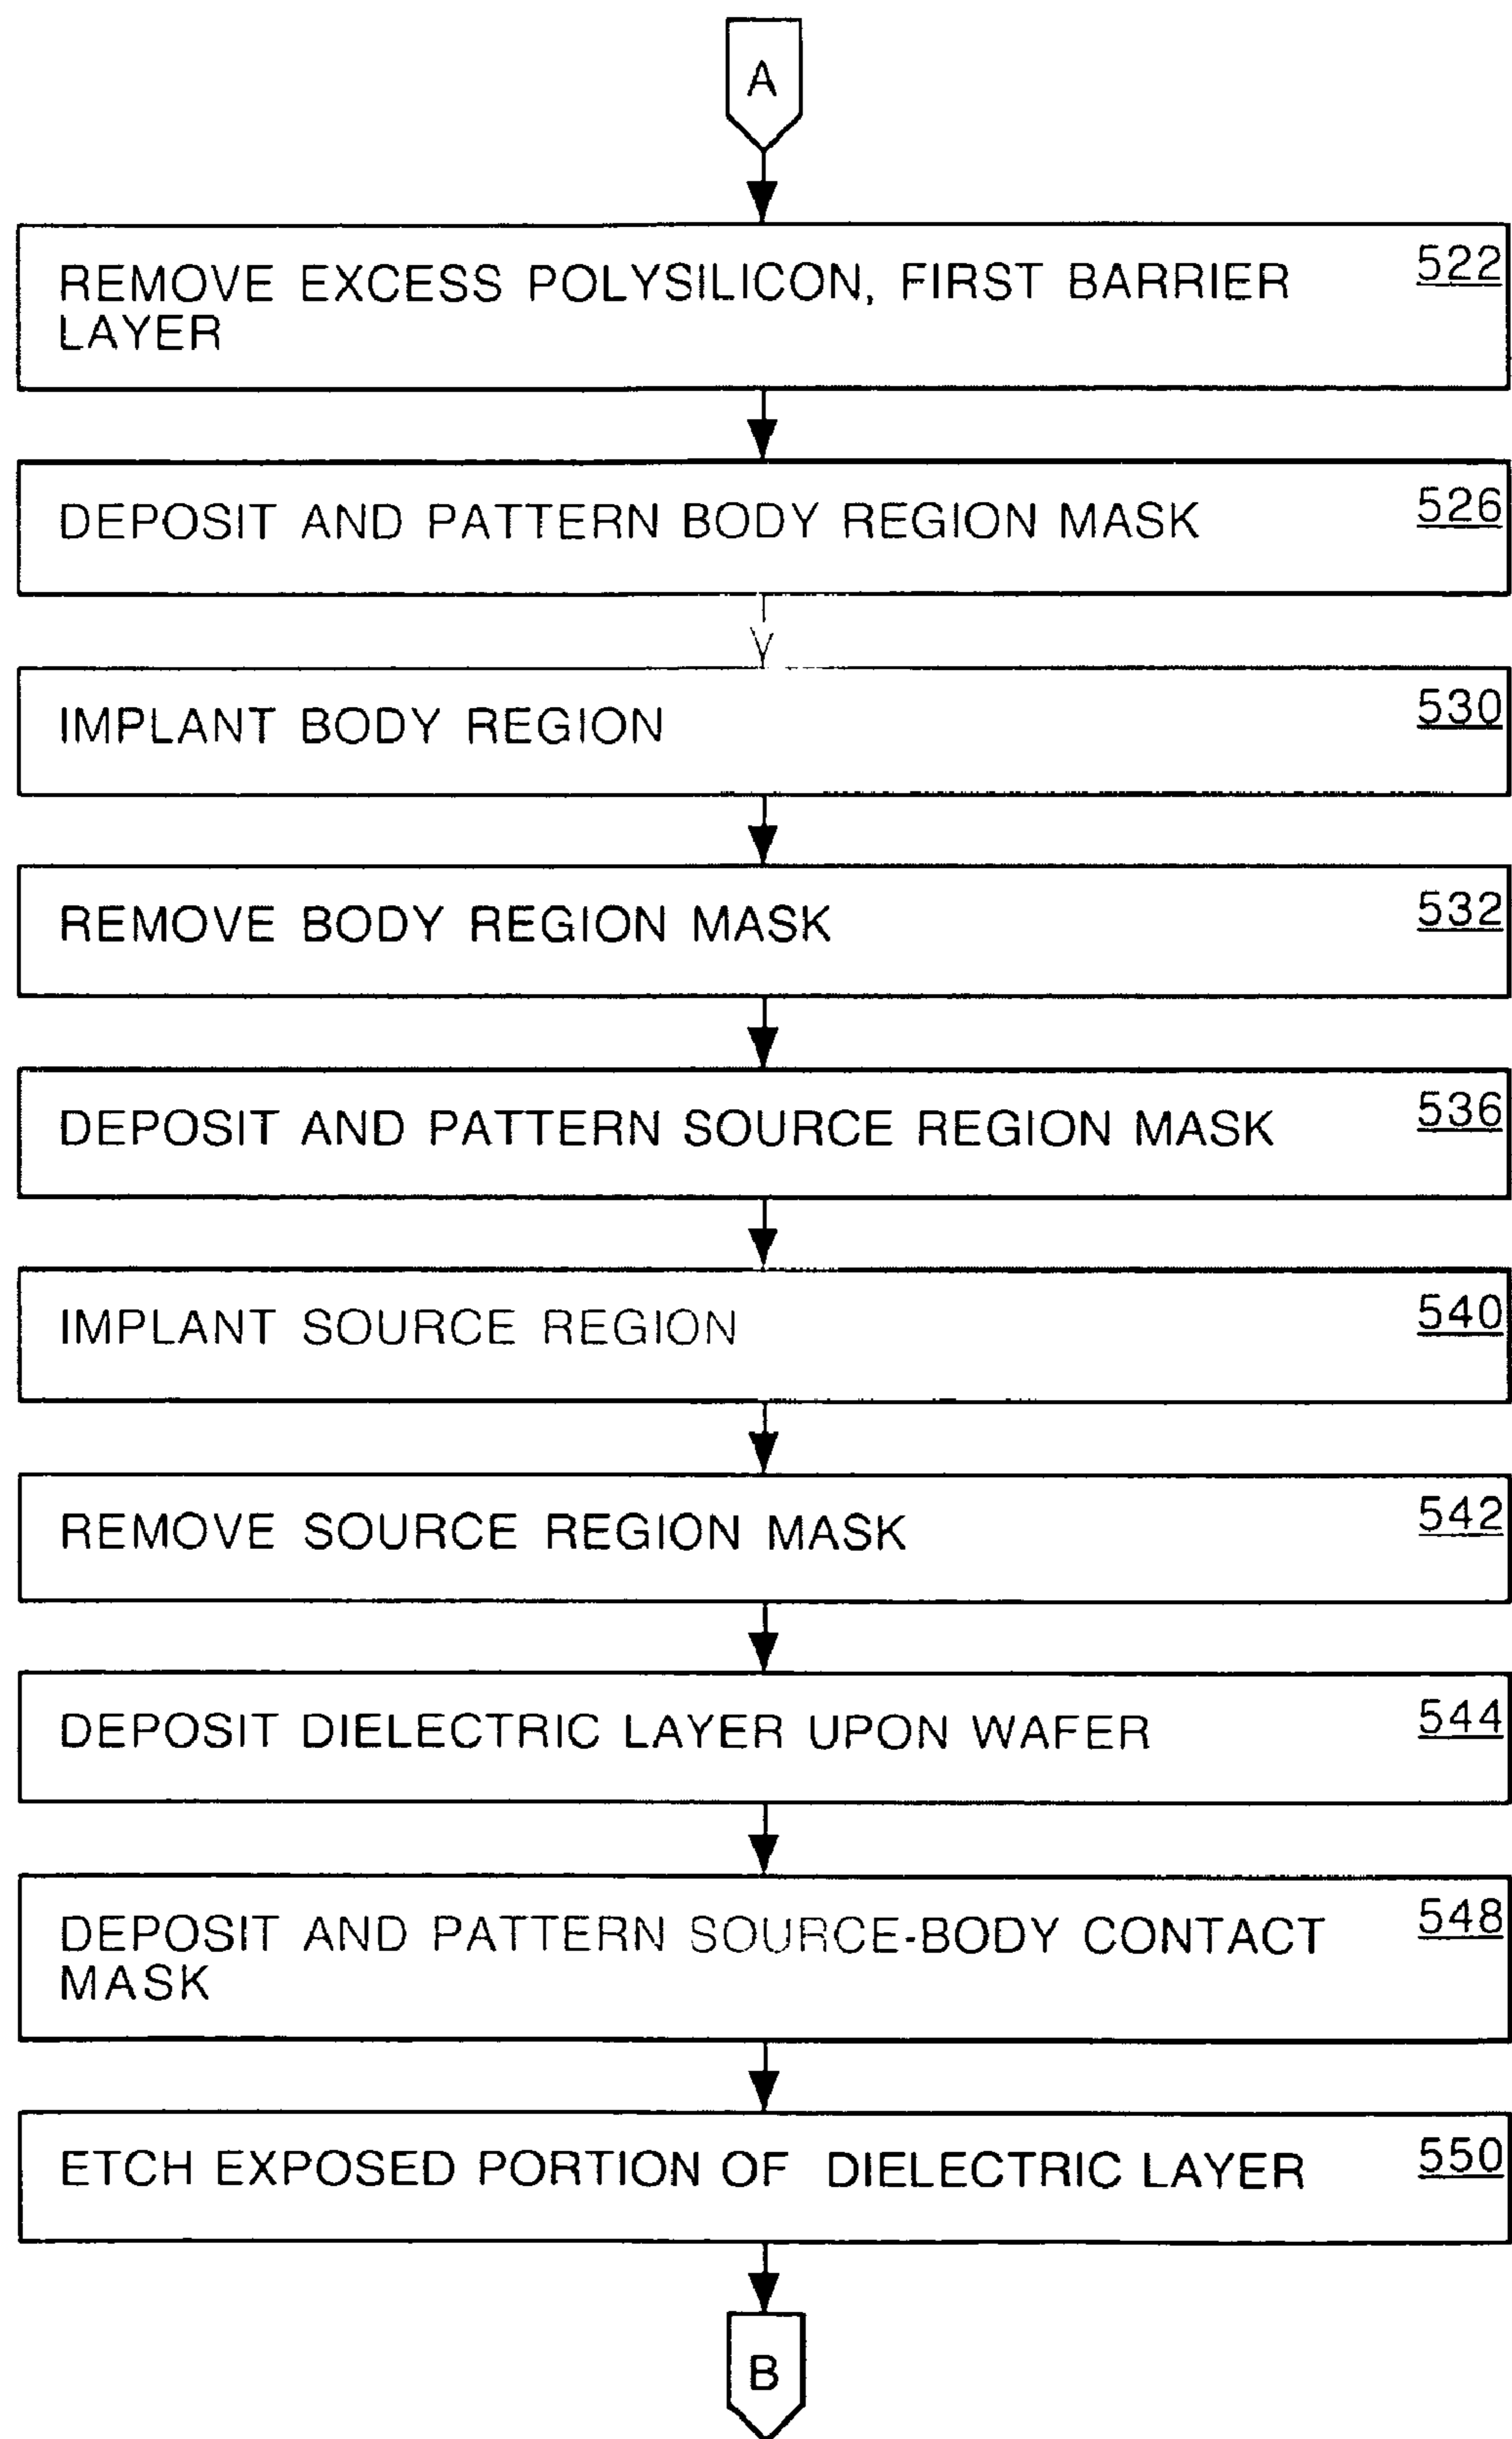 A
REMOVE EXCESS POLYSILICON, FIRST BARRIER 522
LAYER
DEPOSIT AND PATTERN BODY REGION MASK 526
IMPLANT BODY REGION 530
REMOVE BODY REGION MASK 532
DEPOSIT AND PATTERN SOURCE REGION MASK 536
IMPLANT SOURCE REGION 540
REMOVE SOURCE REGION MASK 542
DEPOSIT DIELECTRIC LAYER UPON WAFER 544
DEPOSIT AND PATTERN SOURCE-BODY CONTACT 548
MASK
ETCH EXPOSED PORTION OF DIELECTRIC LAYER 550
B